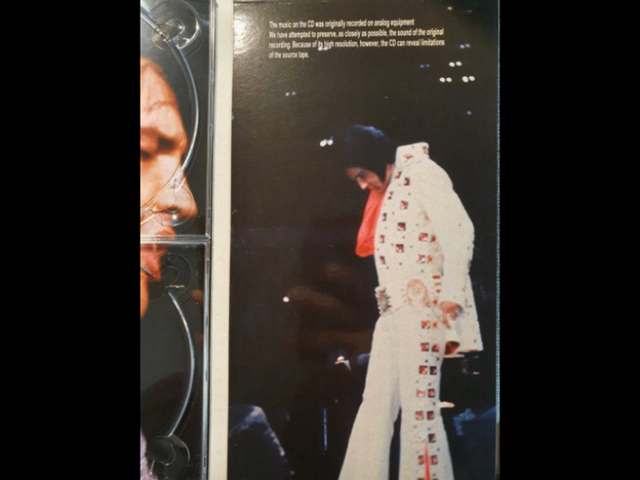 The music on the CD was originally recorded on analog equipment
We have attempted to preserve, as closely as possible, the sound of the original
recording. Because of its high resolution, however, the CD can reveal limitations
of the source tape.